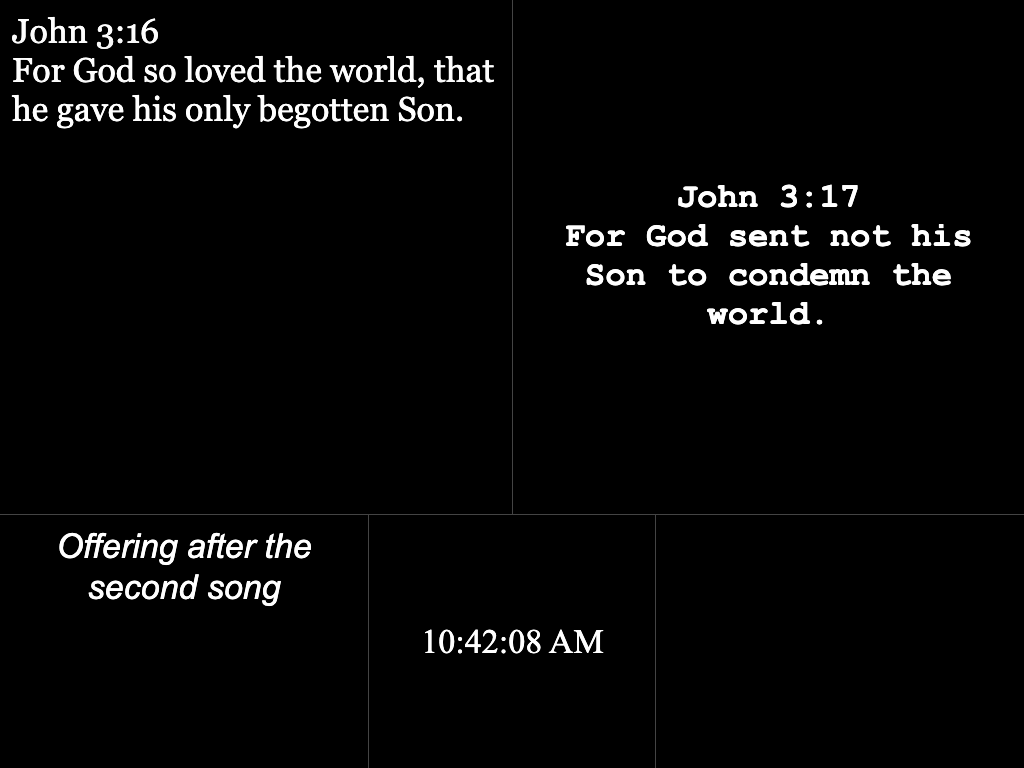 John 3:16
For God so loved the world, that
he gave his only begotten Son.
John 3:17
For God sent not his
Son to condemn the
world.
Offering after the
second song
10:42:08 AM